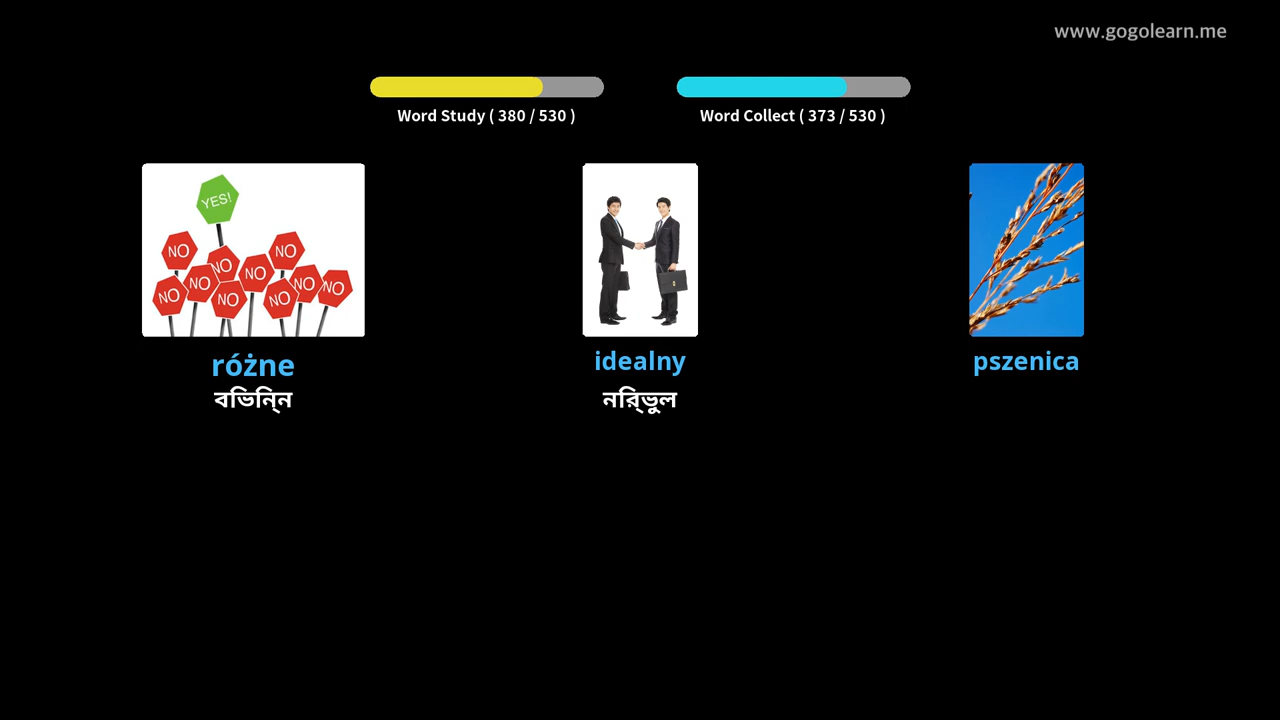 www.gogolearn.me
Word Study ( 380 / 530 )
Word Collect ( 373 / 530 )
YES!
NO
NO
NO
NO
NO
NO
NO
NO
NO
NO
różne
idealny
pszenica
বিভিন্ন
নির্ভুল